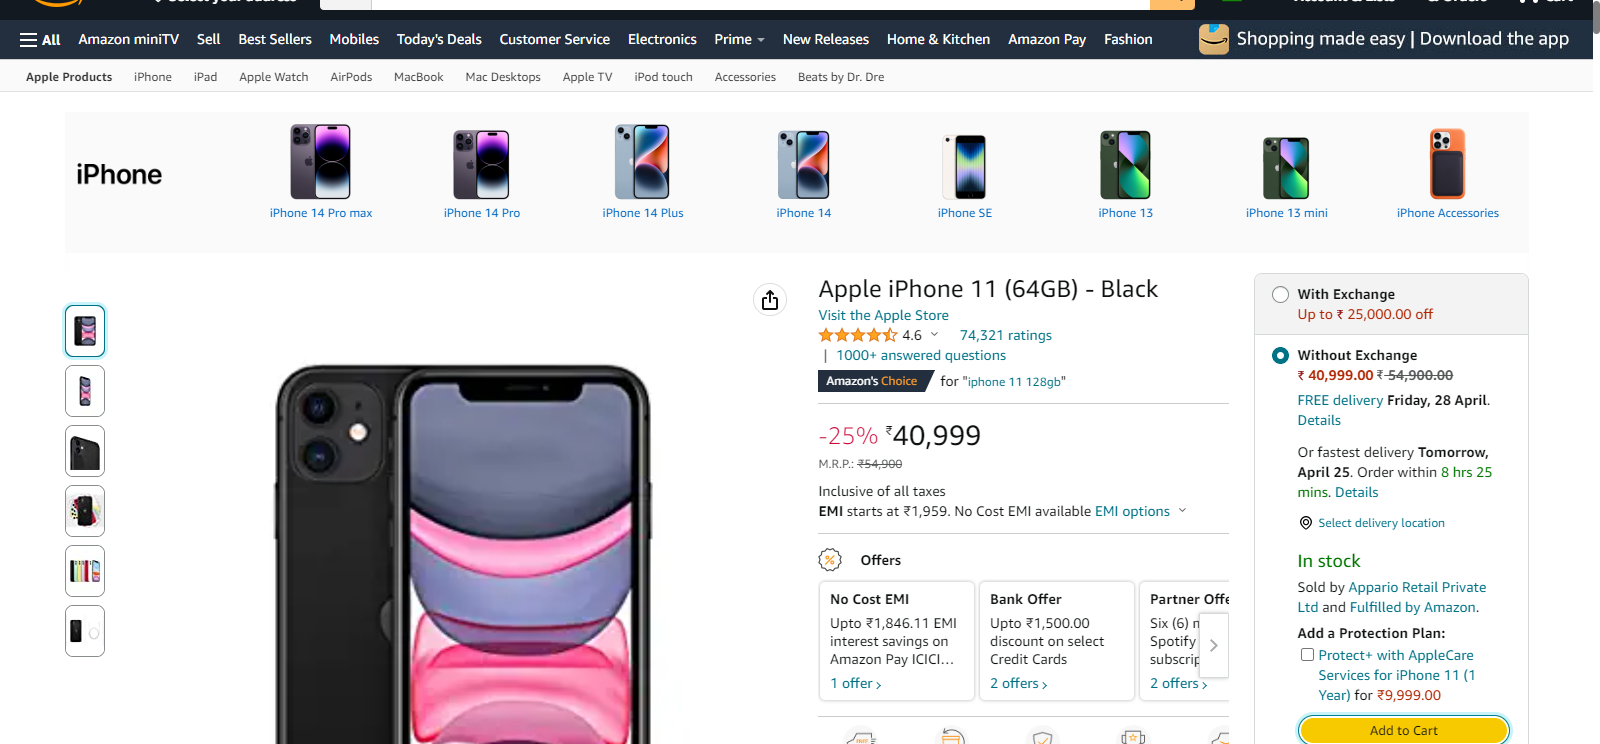 All
Amazon miniTV
Sell
Best Sellers
Mobiles
Today's Deals
Customer Service
Electronics
Prime
New Releases
Home & Kitchen
Amazon Pay
Fashion
Shopping made easy | Download the app
Apple Products
iPhone
iPad
Apple Watch
AirPods
MacBook
Mac Desktops
Apple TV
iPod touch
Accessories
Beats by Dr. Dre
iPhone
iPhone 14 Pro max
iPhone 14 Pro
iPhone 14 Plus
iPhone 14
iPhone SE
iPhone 13
iPhone 13 mini
iPhone Accessories
Apple iPhone 11 (64GB) - Black
Visit the Apple Store
4.6
74,321 ratings
| 1000+ answered questions
Amazon's Choice for "iphone 11 128gb"
-25% ₹40,999
M.R.P.: ₹54,900
Inclusive of all taxes
EMI starts at ₹1,959. No Cost EMI available EMI options
Offers
No Cost EMI
Upto ₹1,846.11 EMI
interest savings on
Amazon Pay ICICI...
1 offer
Bank Offer
Upto ₹1,500.00
discount on select
Credit Cards
2 offers
Partner Offe
Six (6)
Spotify
subscrip
2 offers
With Exchange
Up to ₹ 25,000.00 off
Without Exchange
₹ 40,999.00 ₹ 54,900.00
FREE delivery Friday, 28 April.
Details
Or fastest delivery Tomorrow,
April 25. Order within 8 hrs 25
mins. Details
Select delivery location
In stock
Sold by Appario Retail Private
Ltd and Fulfilled by Amazon.
Add a Protection Plan:
Protect+ with AppleCare
Services for iPhone 11 (1
Year) for ₹9,999.00
Add to Cart